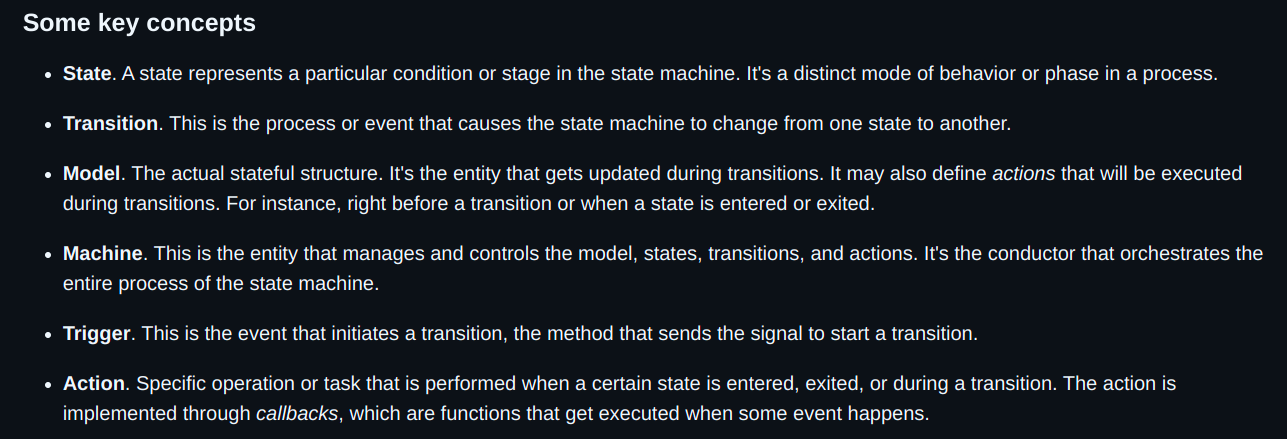 Some key concepts
• State. A state represents a particular condition or stage in the state machine. It's a distinct mode of behavior or phase in a process.
• Transition. This is the process or event that causes the state machine to change from one state to another.
• Model. The actual stateful structure. It's the entity that gets updated during transitions. It may also define actions that will be executed
during transitions. For instance, right before a transition or when a state is entered or exited.
• Machine. This is the entity that manages and controls the model, states, transitions, and actions. It's the conductor that orchestrates the
entire process of the state machine.
• Trigger. This is the event that initiates a transition, the method that sends the signal to start a transition.
• Action. Specific operation or task that is performed when a certain state is entered, exited, or during a transition. The action is
implemented through callbacks, which are functions that get executed when some event happens.